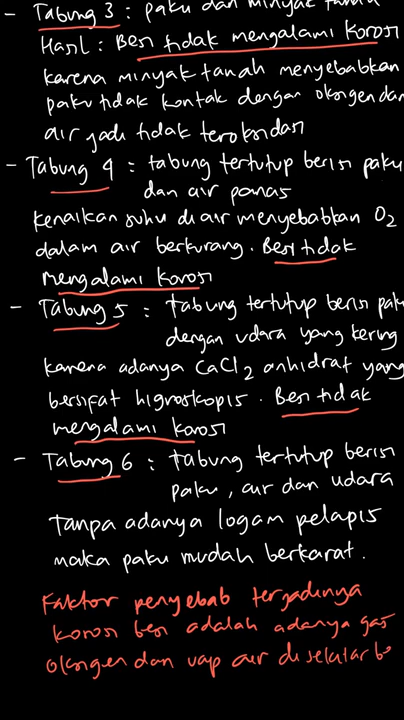 - Tabung 3 : paku dan minyak tanah
Hasil : Besi tidak mengalami korosi
karena minyak tanah menyebabkan
paku tidak kontak dengan oksigen dan
air jadi tidak teroksidasi
- Tabung 4 : tabung tertutup berisi paku
dan air panas
kenaikan suhu di air menyebabkan O2
dalam air berkurang. Besi tidak
mengalami korosi
- Tabung 5 : tabung tertutup berisi paku
dengan udara yang kering
karena adanya CaCl2 anhidrat yang
bersifat higroskopis. Besi tidak
mengalami korosi
- Tabung 6 : tabung tertutup berisi
paku, air dan udara
Tanpa adanya logam pelapis
maka paku mudah berkarat.
Faktor penyebab terjadinya
korosi besi adalah adanya gas
oksigen dan uap air di sekitar